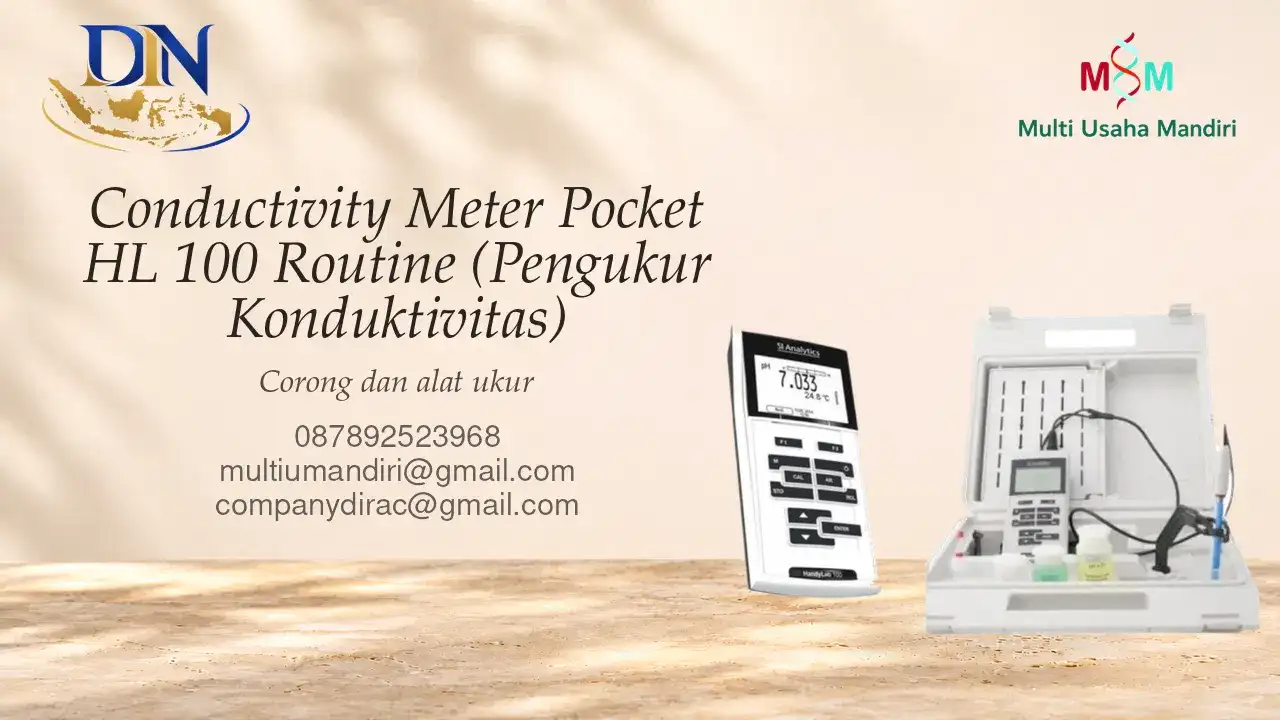 DIN
M M
Multi Usaha Mandiri
Conductivity Meter Pocket
HL 100 Routine (Pengukur
Konduktivitas)
Corong dan alat ukur
087892523968
multiumandiri@gmail.com
companydirac@gmail.com
SI Analytics
pH
7.033
24.8 °C
F1
F2
M
CAL
AR
STO
RCL
ENTER
HandyLab 100